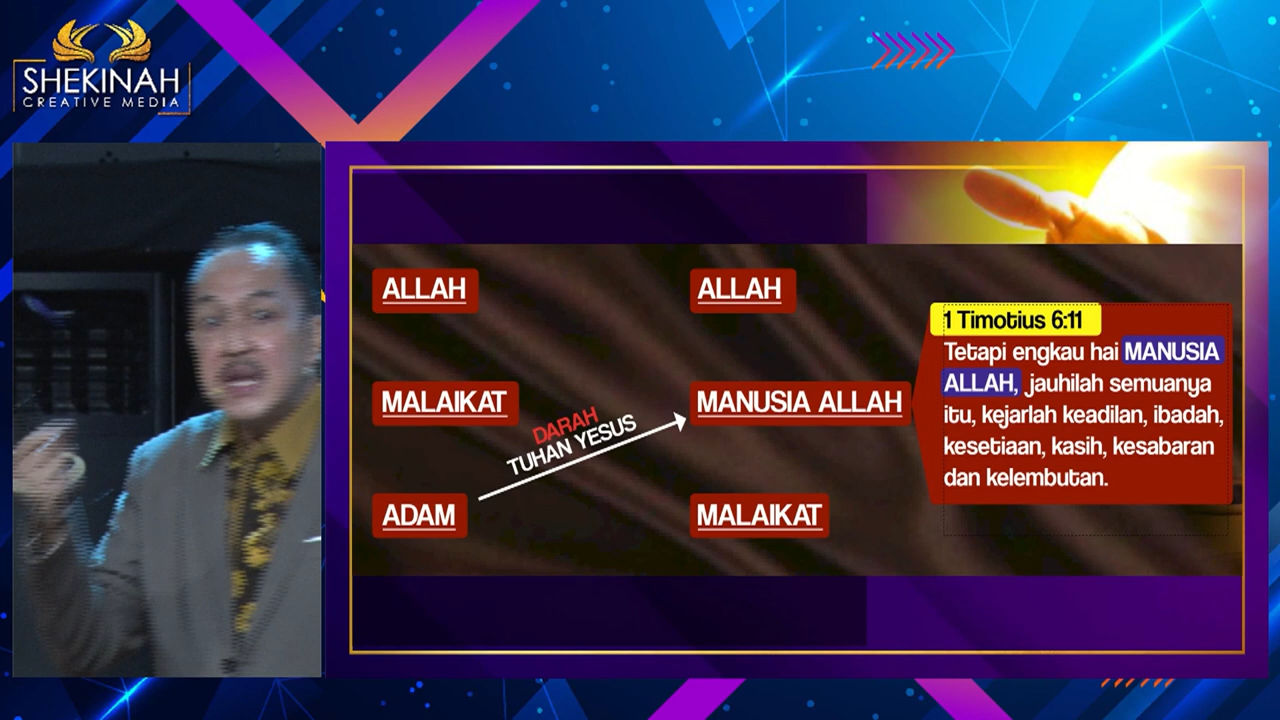 SHEKINAH
CREATIVE MEDIA
ALLAH
MALAIKAT
ADAM
DARAH
TUHAN YESUS
ALLAH
MANUSIA ALLAH
MALAIKAT
1 Timotius 6:11
Tetapi engkau hai MANUSIA
ALLAH, jauhilah semuanya
itu, kejarlah keadilan, ibadah,
kesetiaan, kasih, kesabaran
dan kelembutan.